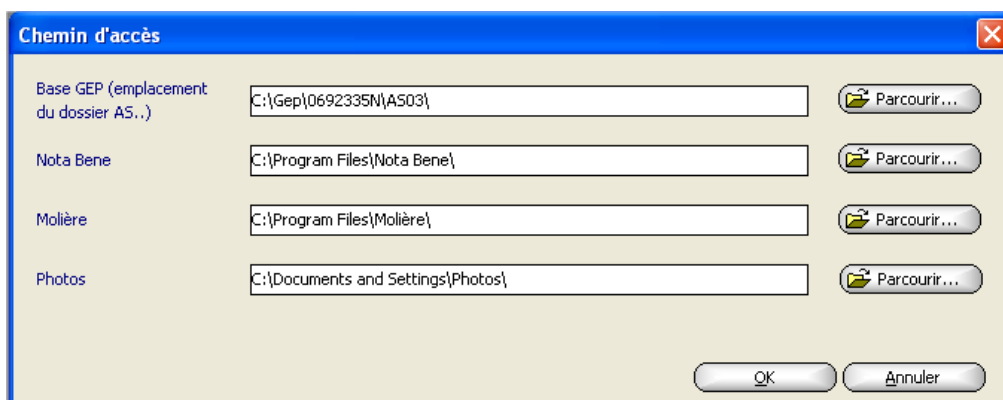 Chemin d'accès
Base GEP (emplacement
du dossier AS..)
C:\Gep\0692335N\AS03\
Parcourir...
Nota Bene
C:\Program Files\Nota Bene\
Parcourir...
Molière
C:\Program Files\Molière\
Parcourir...
Photos
C:\Documents and Settings\Photos\
Parcourir...
OK
Annuler